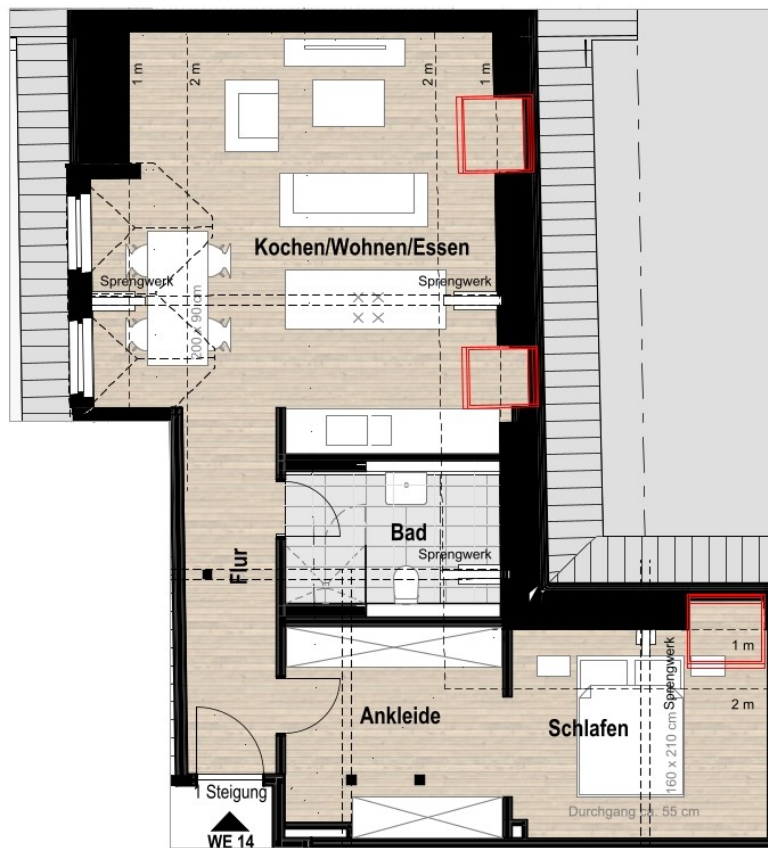 1 m
2 m
2 m
1 m
Kochen/Wohnen/Essen
Sprengwerk
Sprengwerk
200 x 90 cm
Bad
Sprengwerk
Flur
1 m
Sprengwerk
2 m
Ankleide
Schlafen
160 x 210 cm
1 Steigung
Durchgang ca. 55 cm
WE 14